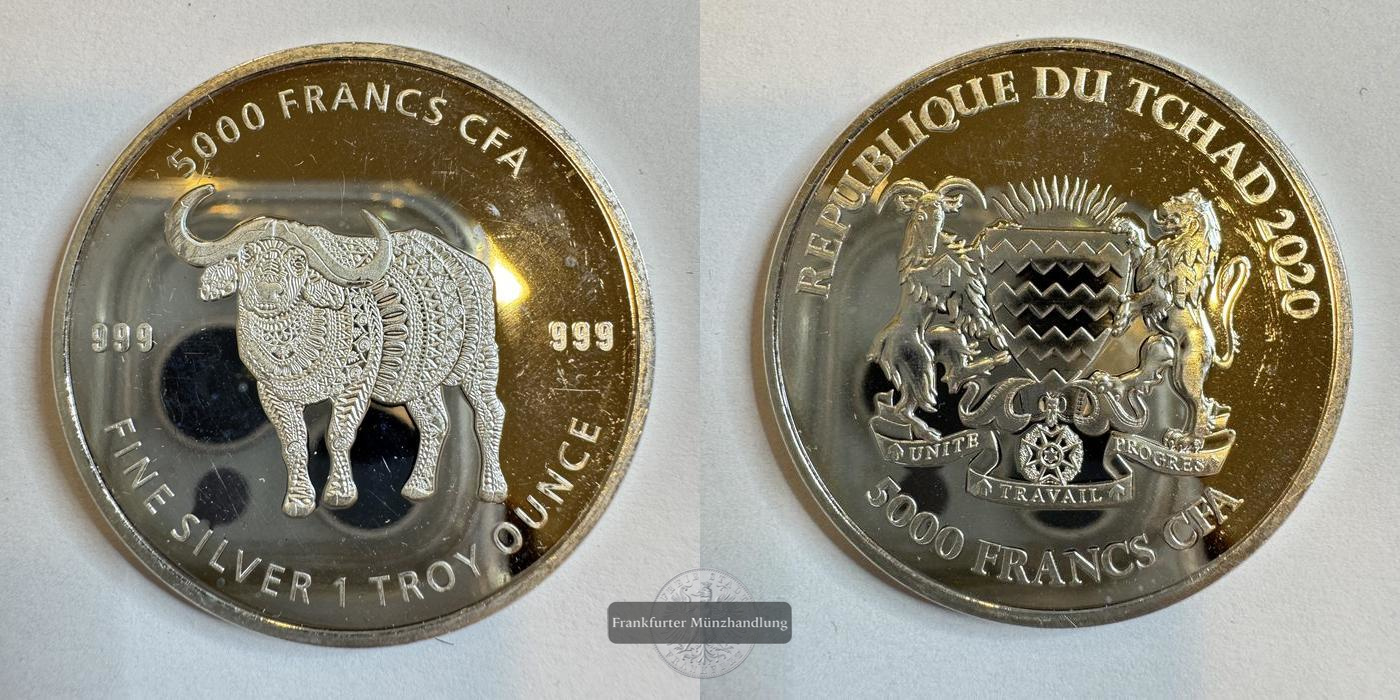 5000 FRANCS CFA
999
999
FINE SILVER 1 TROY OUNCE
REPUBLIQUE DU TCHAD 2020
UNITE
TRAVAIL
PROGRES
5000 FRANCS CFA
Frankfurter Münzhandlung